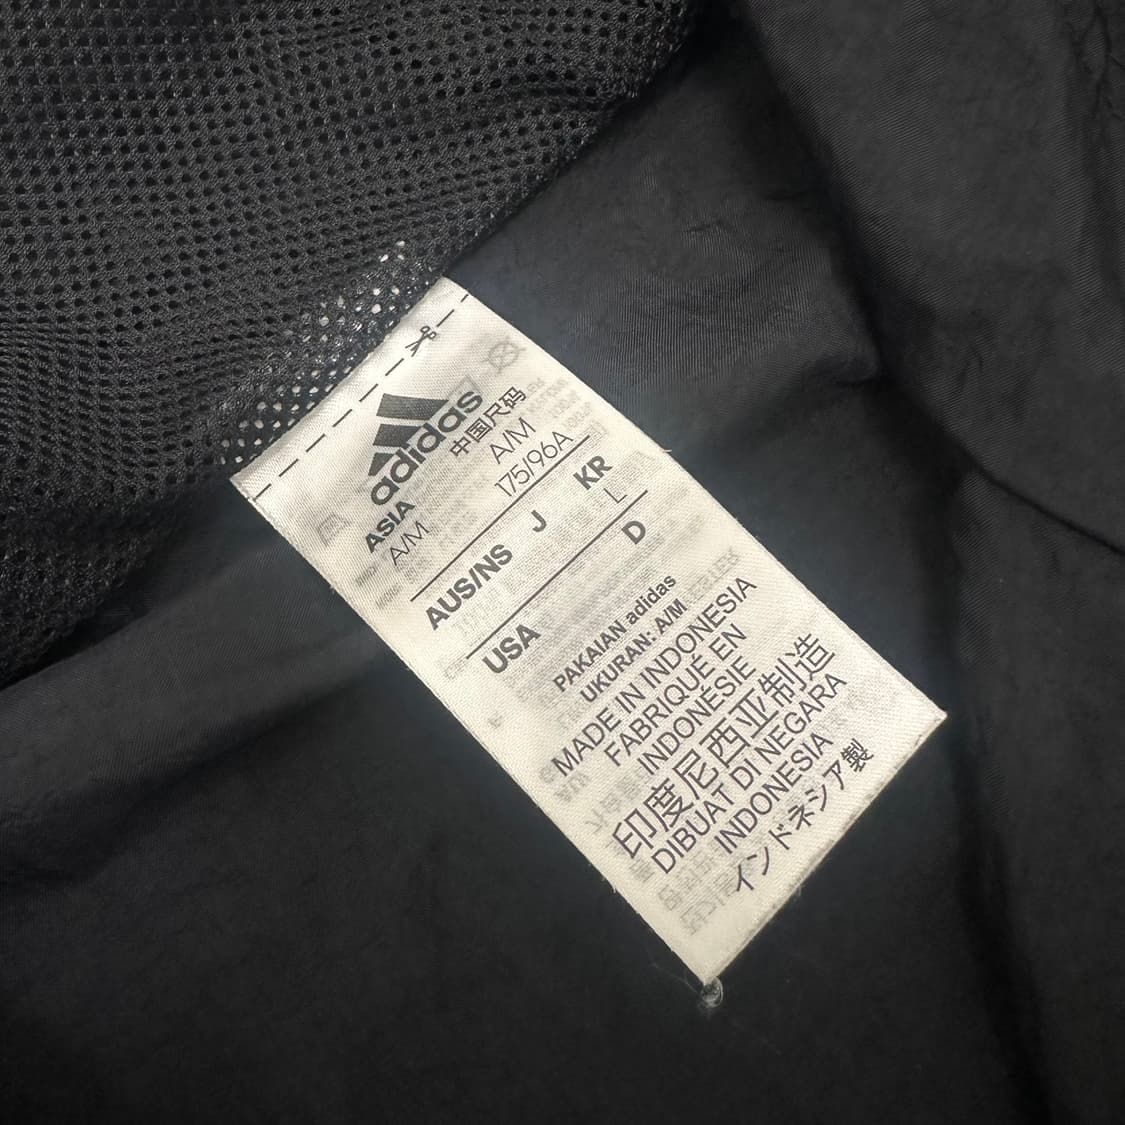 adidas
中国尺码
ASIA
A/M
A/M
175/96A
AUS/NS
J
KR
L
USA
D
PAKAIAN adidas
UKURAN: A/M
MADE IN INDONESIA
FABRIQUÉ EN
INDONÉSIE
印度尼西亚制造
DIBUAT DI NEGARA
INDONESIA
インドネシア製